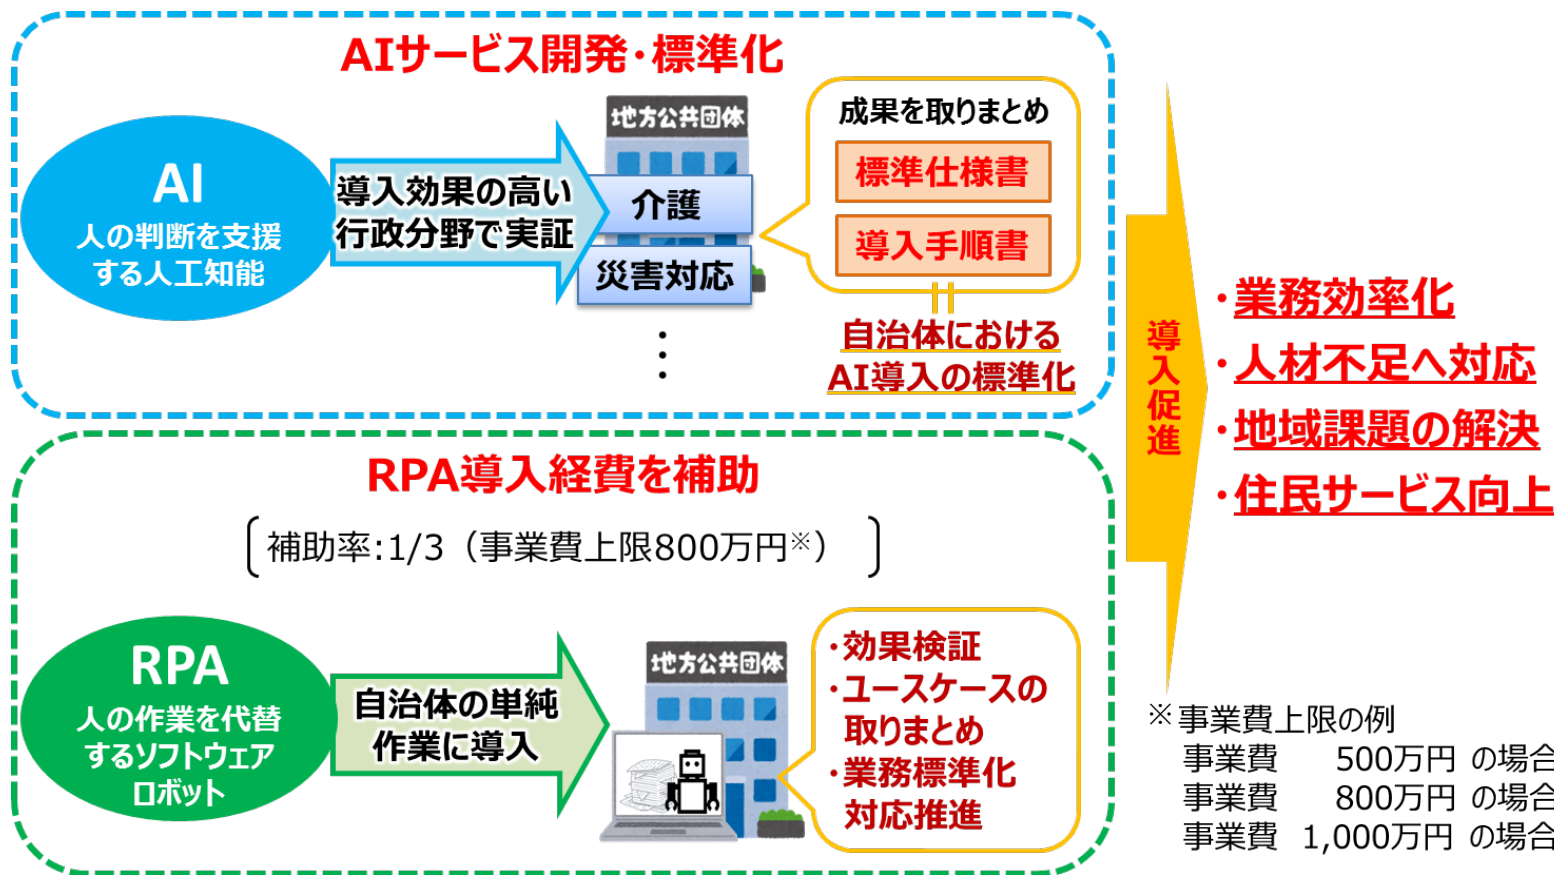 AIサービス開発・標準化
AI
人の判断を支援
する人工知能
導入効果の高い
行政分野で実証
地方公共団体
介護
災害対応
成果を取りまとめ
標準仕様書
導入手順書
自治体における
AI導入の標準化
RPA導入経費を補助
補助率:1/3（事業費上限800万円※）
RPA
人の作業を代替
するソフトウェア
ロボット
自治体の単純
作業に導入
地方公共団体
・効果検証
・ユースケースの
取りまとめ
・業務標準化
対応推進
導入促進
・業務効率化
・人材不足へ対応
・地域課題の解決
・住民サービス向上
※事業費上限の例
事業費 500万円 の場合
事業費 800万円 の場合
事業費 1,000万円 の場合